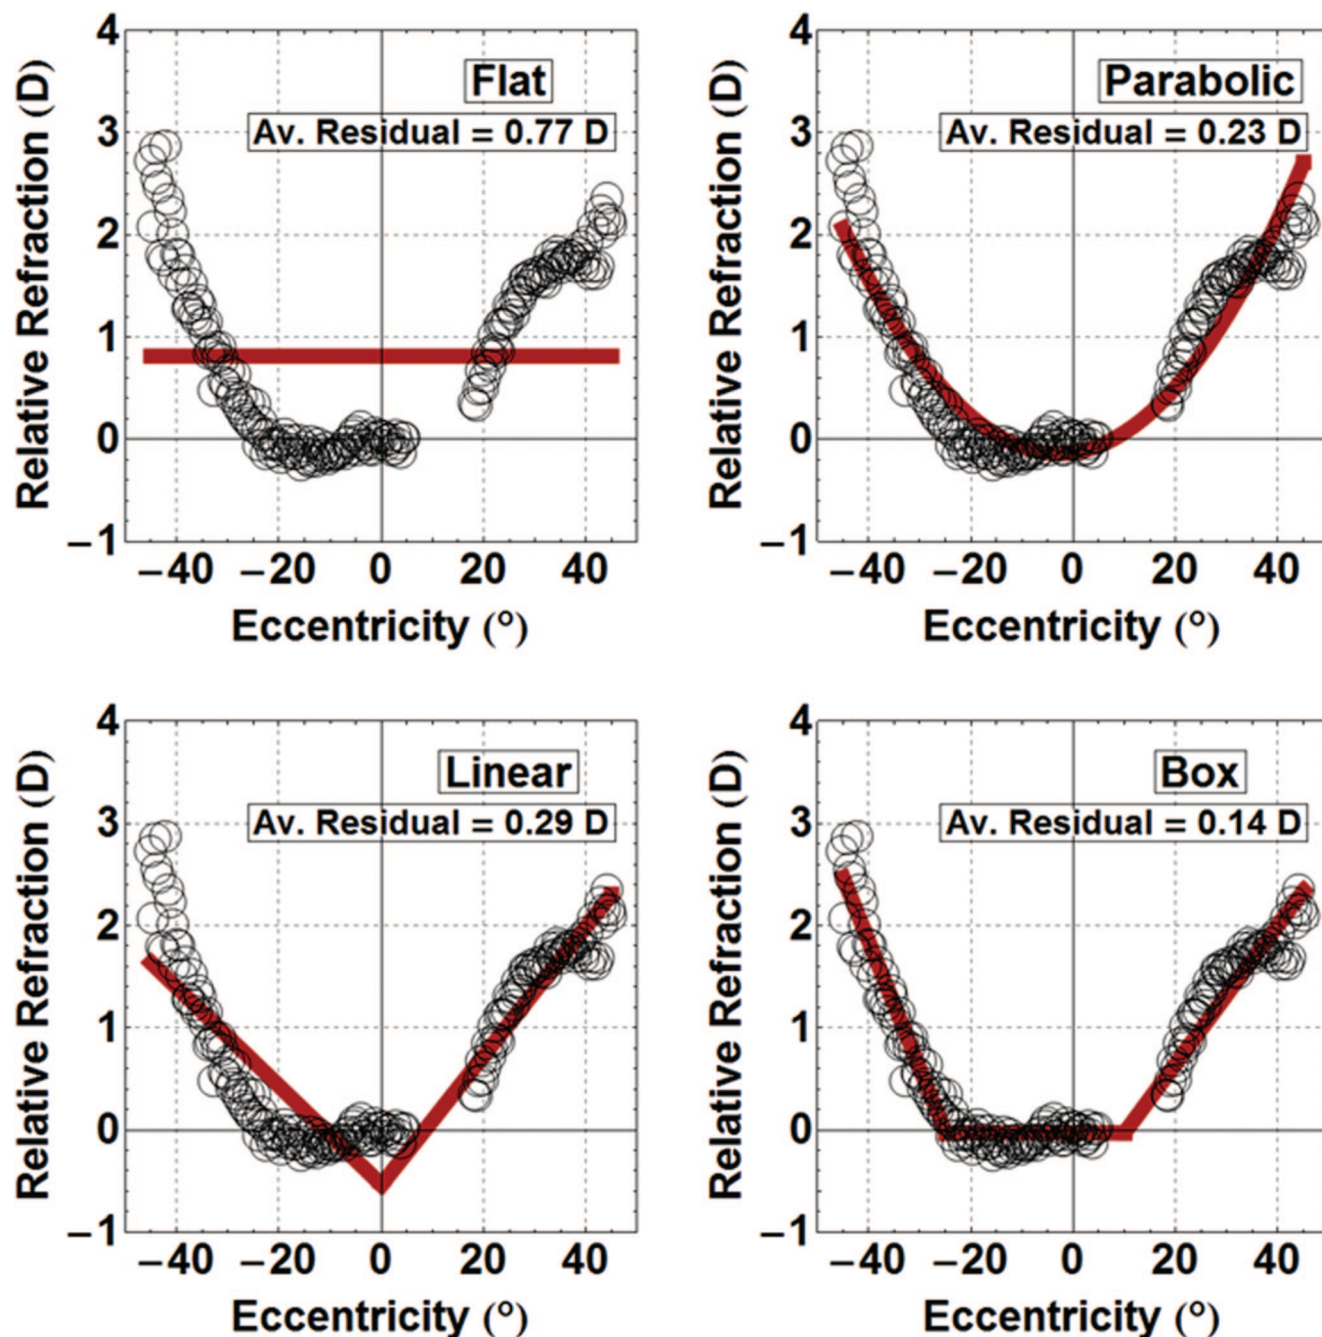 Flat
Av. Residual = 0.77 D
Relative Refraction (D)
4
3
2
1
0
−1
−40 −20 0 20 40
Eccentricity (°)
Parabolic
Av. Residual = 0.23 D
Relative Refraction (D)
4
3
2
1
0
−1
−40 −20 0 20 40
Eccentricity (°)
Linear
Av. Residual = 0.29 D
Relative Refraction (D)
4
3
2
1
0
−1
−40 −20 0 20 40
Eccentricity (°)
Box
Av. Residual = 0.14 D
Relative Refraction (D)
4
3
2
1
0
−1
−40 −20 0 20 40
Eccentricity (°)